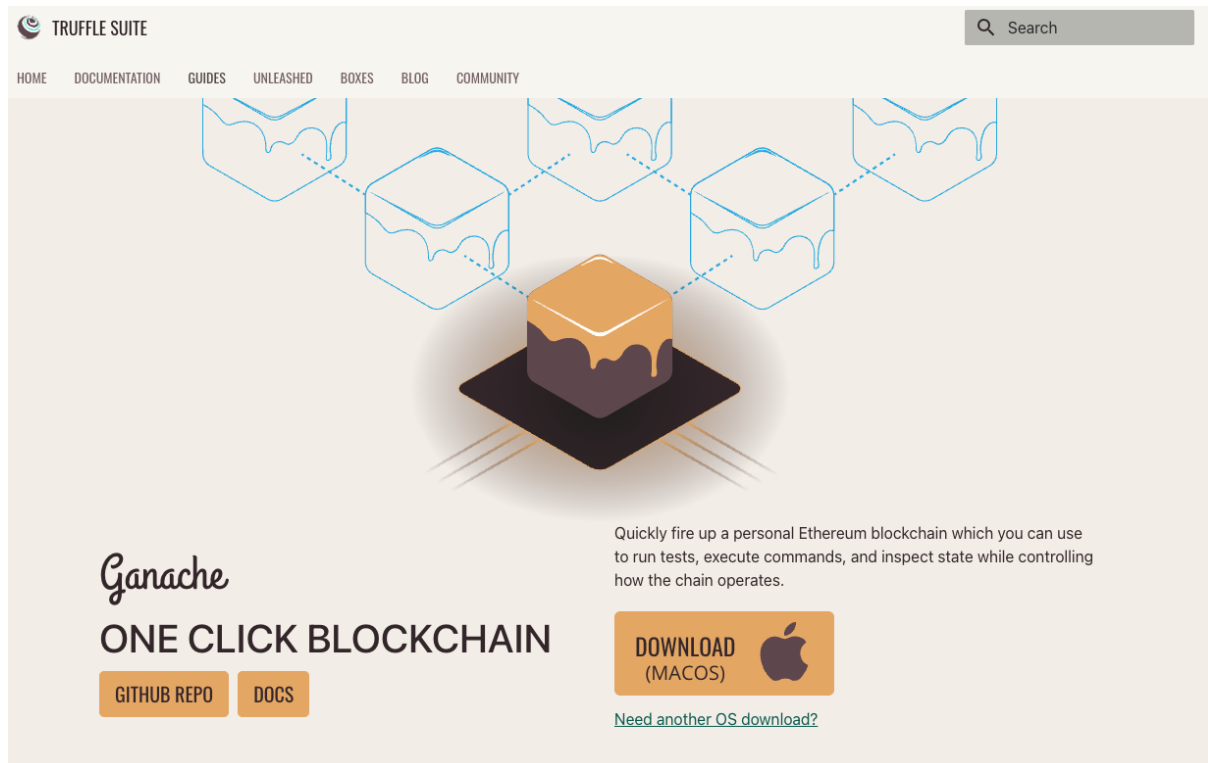 TRUFFLE SUITE
Search
HOME DOCUMENTATION GUIDES UNLEASHED BOXES BLOG COMMUNITY
Ganache
ONE CLICK BLOCKCHAIN
GITHUB REPO DOCS
Quickly fire up a personal Ethereum blockchain which you can use
to run tests, execute commands, and inspect state while controlling
how the chain operates.
DOWNLOAD
(MACOS)
Need another OS download?